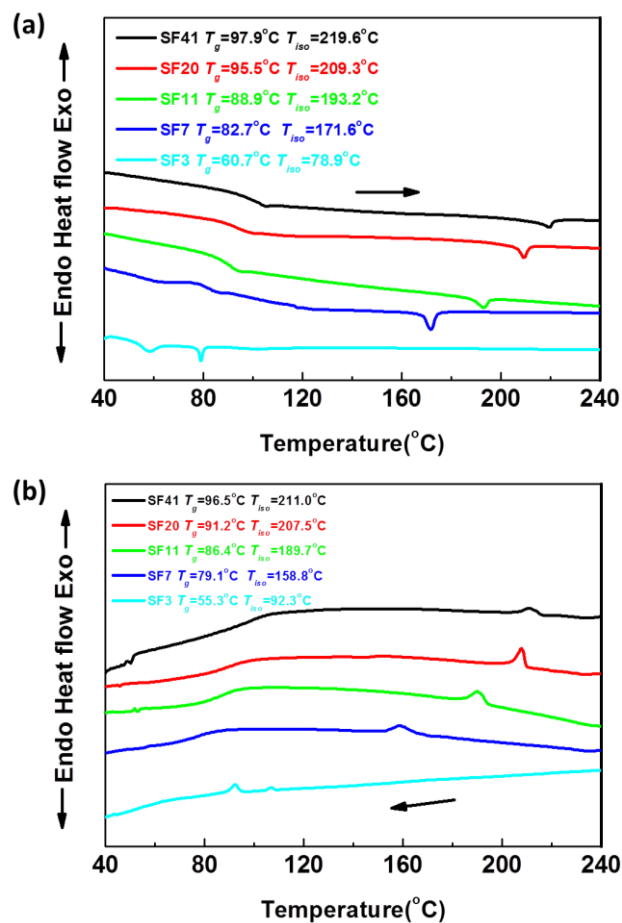 (a)
SF41 Tg=97.9°C Tiso=219.6°C
SF20 Tg=95.5°C Tiso=209.3°C
SF11 Tg=88.9°C Tiso=193.2°C
SF7 Tg=82.7°C Tiso=171.6°C
SF3 Tg=60.7°C Tiso=78.9°C
Endo Heat flow Exo
40 80 120 160 200 240
Temperature(°C)
(b)
SF41 Tg=96.5°C Tiso=211.0°C
SF20 Tg=91.2°C Tiso=207.5°C
SF11 Tg=86.4°C Tiso=189.7°C
SF7 Tg=79.1°C Tiso=158.8°C
SF3 Tg=55.3°C Tiso=92.3°C
Endo Heat flow Exo
40 80 120 160 200 240
Temperature(°C)